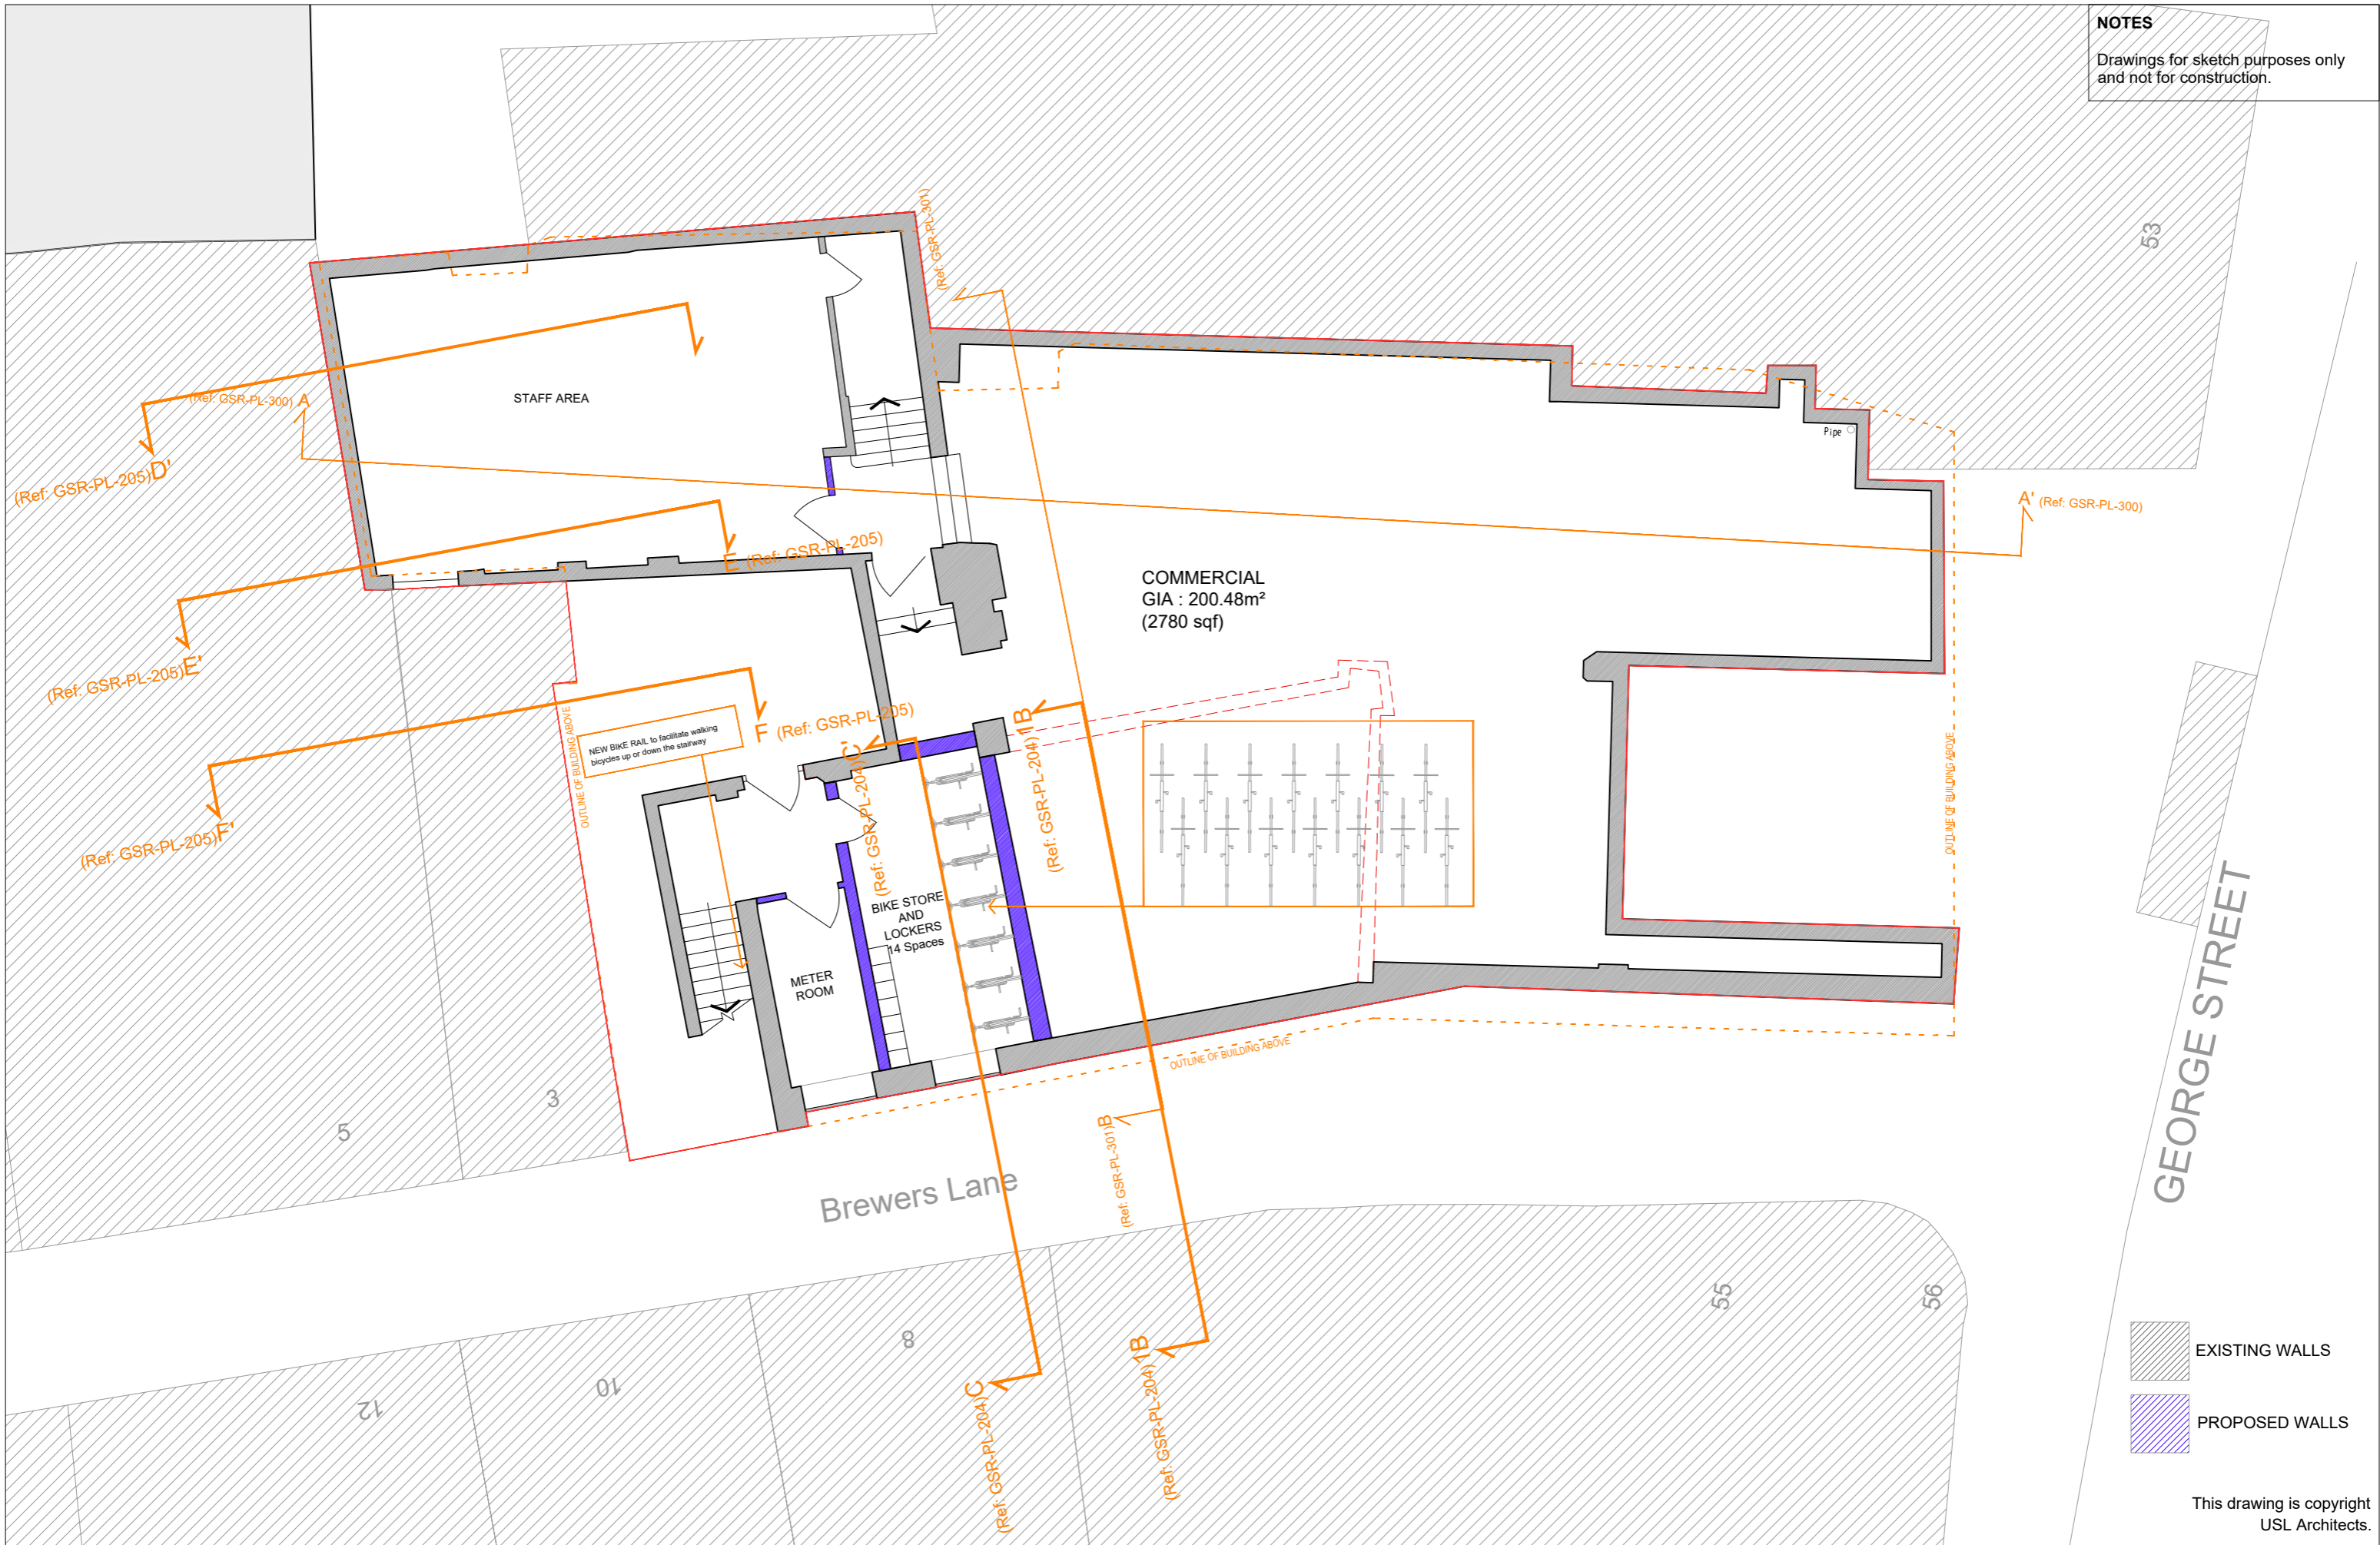 NOTES
Drawings for sketch purposes only
and not for construction.
53
(Ref: GSR-PL-301)
STAFF AREA
(Ref: GSR-PL-300) A
(Ref: GSR-PL-205)D'
Pipe
A' (Ref: GSR-PL-300)
E (Ref: GSR-PL-205)
COMMERCIAL
GIA : 200.48m²
(2780 sqf)
(Ref: GSR-PL-205)E'
OUTLINE OF BUILDING ABOVE
NEW BIKE RAIL to facilitate walking
bicycles up or down the stairway
F (Ref: GSR-PL-205)
(Ref: GSR-PL-204)C'
(Ref: GSR-PL-204)1B
OUTLINE OF BUILDING ABOVE
(Ref: GSR-PL-205)F'
BIKE STORE
AND
LOCKERS
14 Spaces
METER
ROOM
OUTLINE OF BUILDING ABOVE
3
5
(Ref: GSR-PL-301)B
Brewers Lane
GEORGE STREET
8
10
12
55
56
(Ref: GSR-PL-204)C
(Ref: GSR-PL-204)1B
EXISTING WALLS
PROPOSED WALLS
This drawing is copyright
USL Architects.